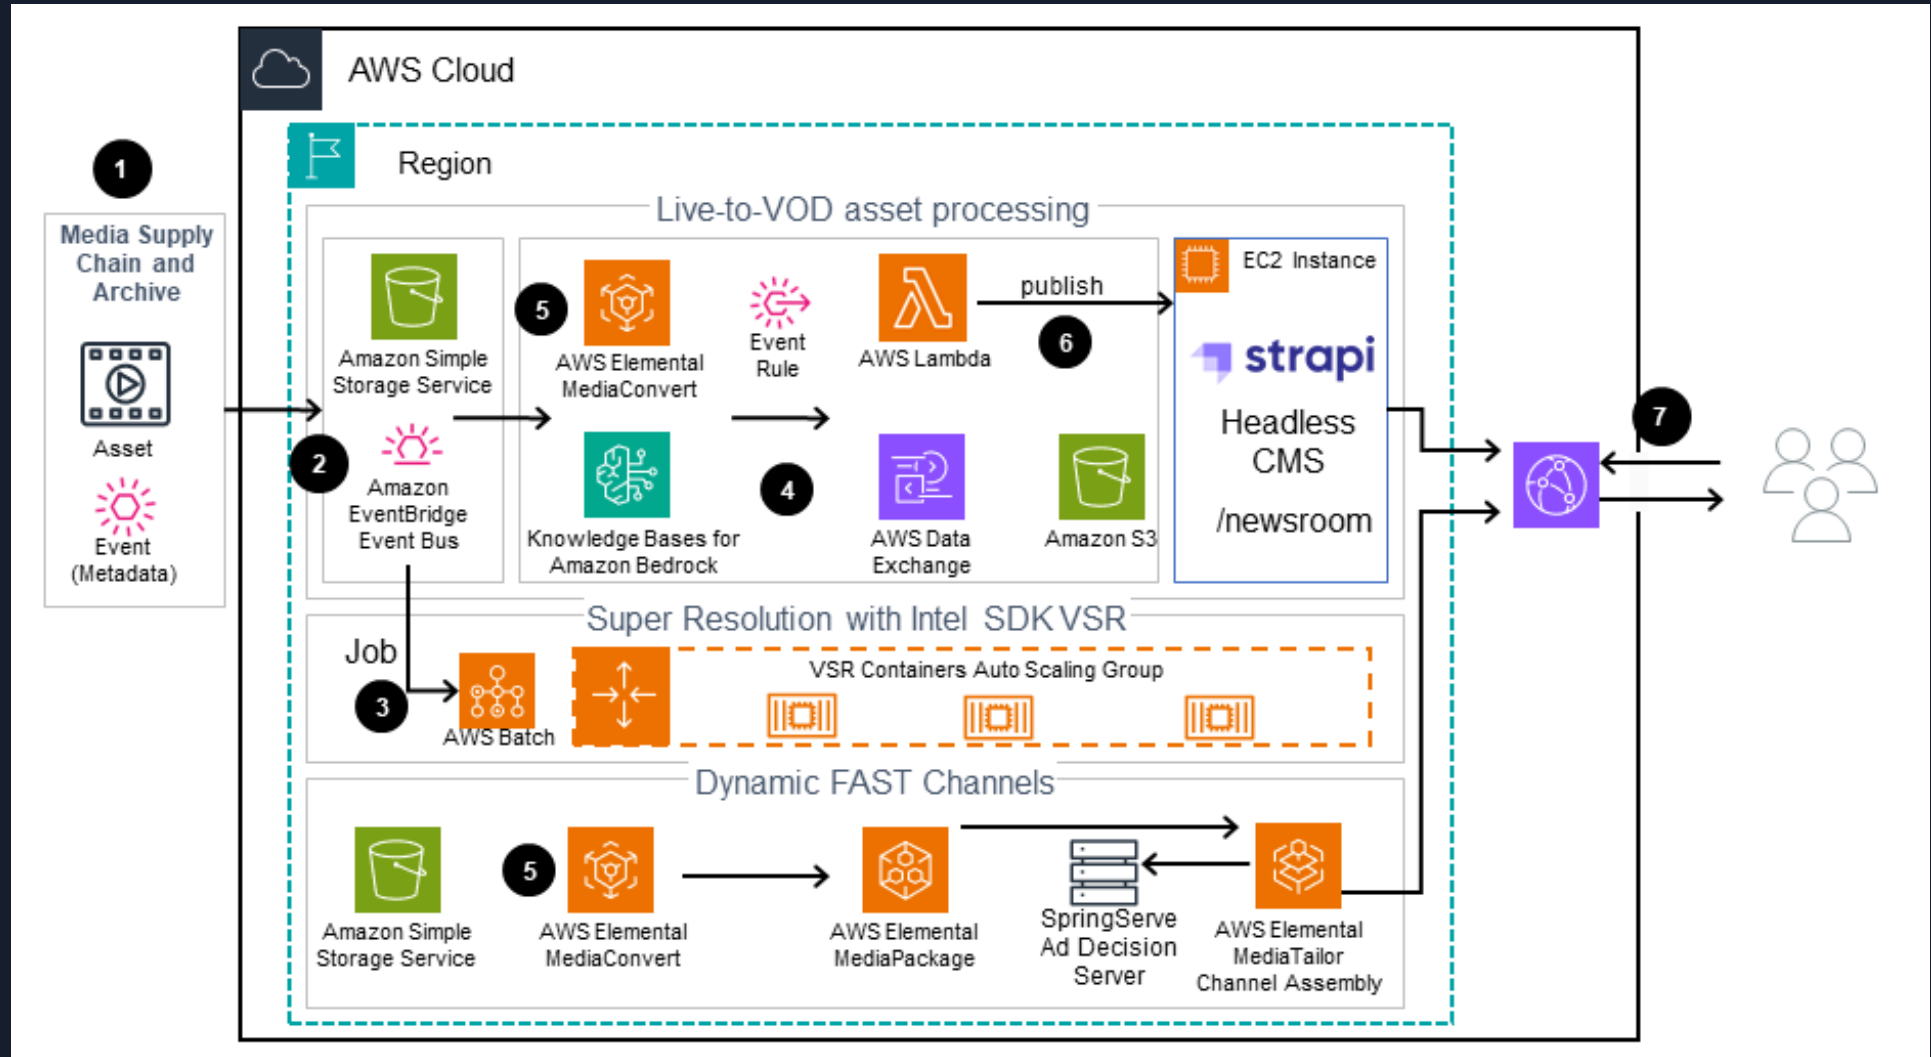 AWS Cloud
1
Region
Media Supply
Chain and
Archive
Asset
Event
(Metadata)
Live-to-VOD asset processing
Amazon Simple
Storage Service
2
Amazon
EventBridge
Event Bus
5
AWS Elemental
MediaConvert
Event
Rule
AWS Lambda
publish
6
Knowledge Bases for
Amazon Bedrock
4
AWS Data
Exchange
Amazon S3
EC2 Instance
strapi
Headless
CMS
/newsroom
7
Super Resolution with Intel SDK VSR
Job
3
AWS Batch
VSR Containers Auto Scaling Group
Dynamic FAST Channels
Amazon Simple
Storage Service
5
AWS Elemental
MediaConvert
AWS Elemental
MediaPackage
SpringServe
Ad Decision
Server
AWS Elemental
MediaTailor
Channel Assembly